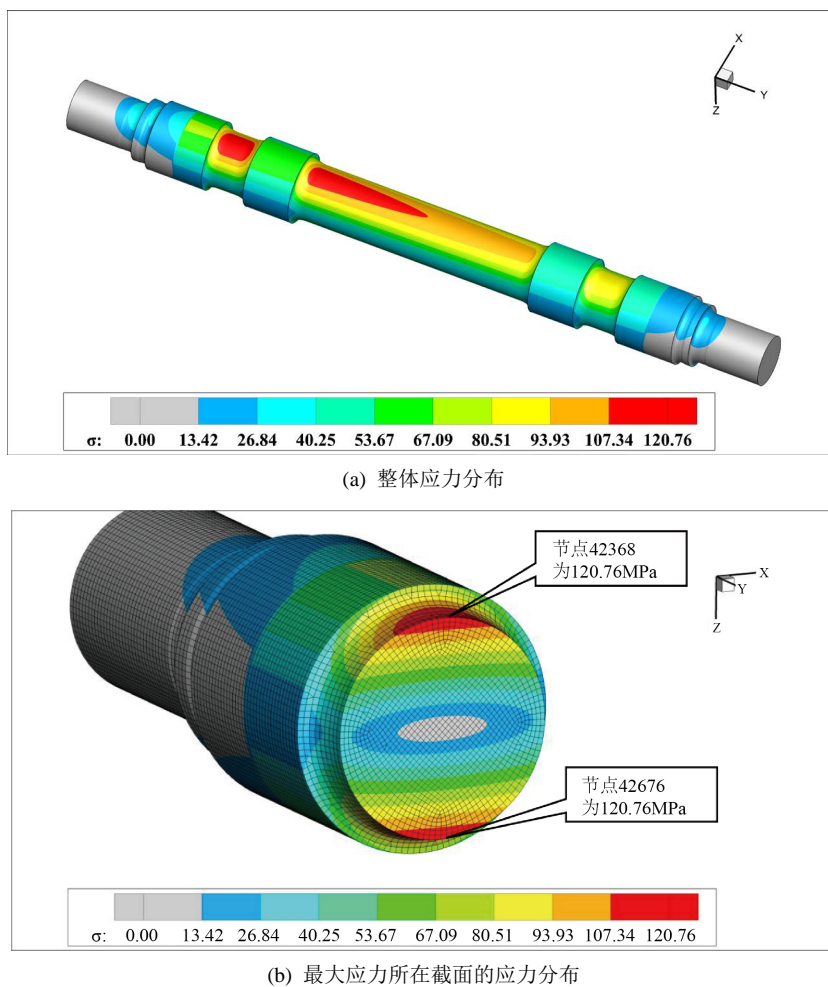 X
Y
Z
σ: 0.00 13.42 26.84 40.25 53.67 67.09 80.51 93.93 107.34 120.76
(a) 整体应力分布
节点42368
为120.76MPa
X
Y
Z
节点42676
为120.76MPa
σ: 0.00 13.42 26.84 40.25 53.67 67.09 80.51 93.93 107.34 120.76
(b) 最大应力所在截面的应力分布